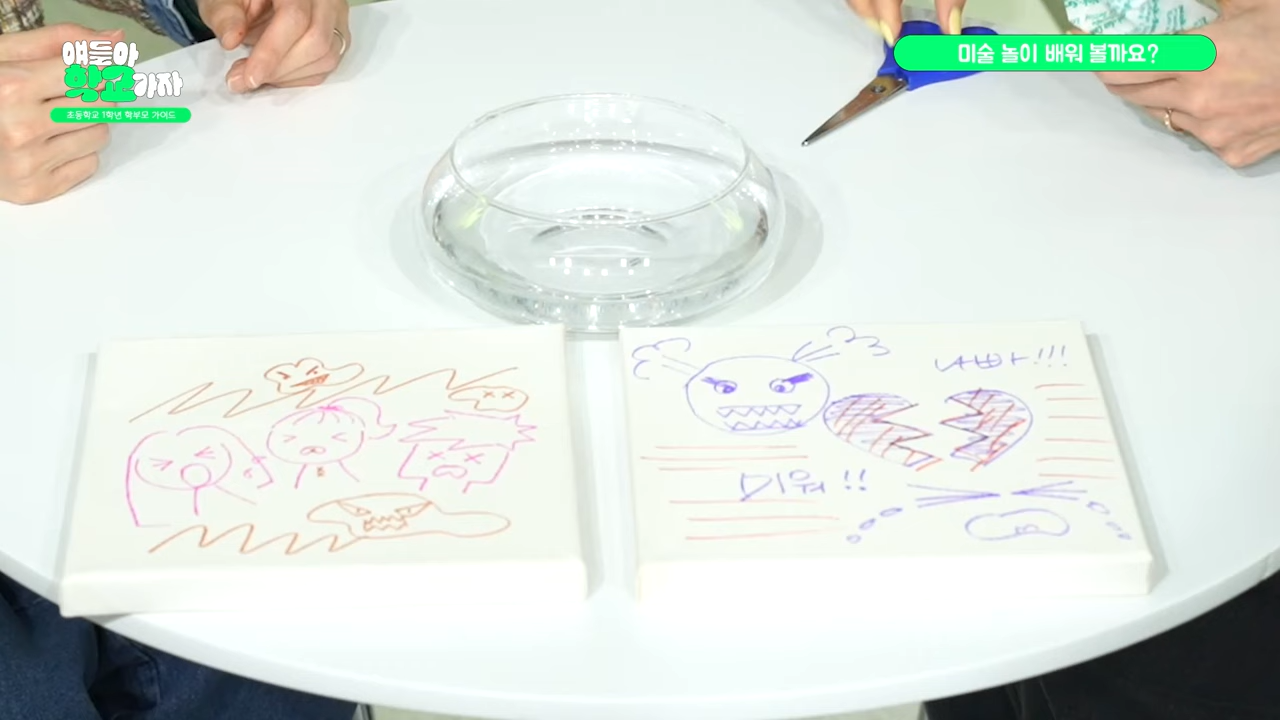 얘들아
학교가자
초등학교 1학년 학부모 가이드
미술 놀이 배워 볼까요?
나빠!!!
미워!!